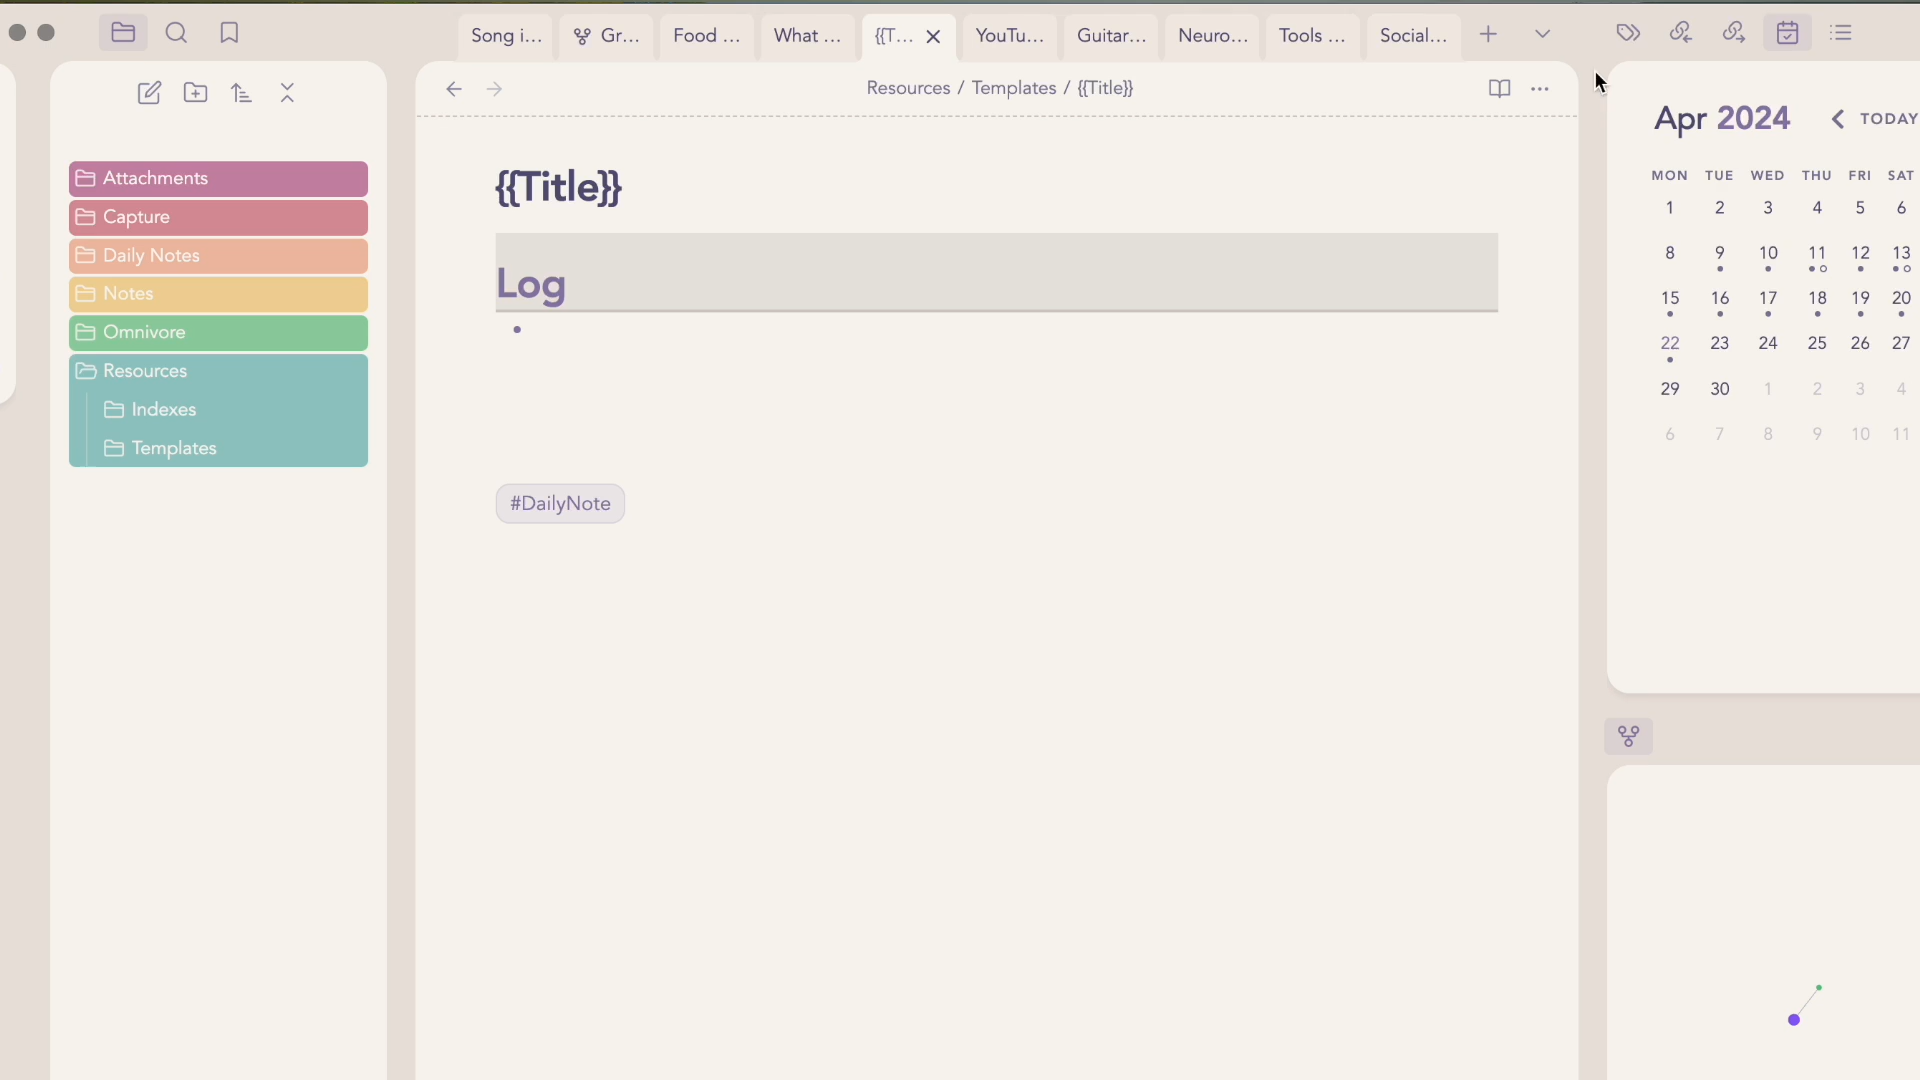 Song i...
Gr...
Food ...
What ...
{{T...
YouTu...
Guitar...
Neuro...
Tools ...
Social...
Resources / Templates / {{Title}}
Attachments
Capture
Daily Notes
Notes
Omnivore
Resources
Indexes
Templates
{{Title}}
Log
#DailyNote
Apr 2024
TODAY
MON TUE WED THU FRI SAT
1 2 3 4 5 6
8 9 10 11 12 13
15 16 17 18 19 20
22 23 24 25 26 27
29 30 1 2 3 4
6 7 8 9 10 11